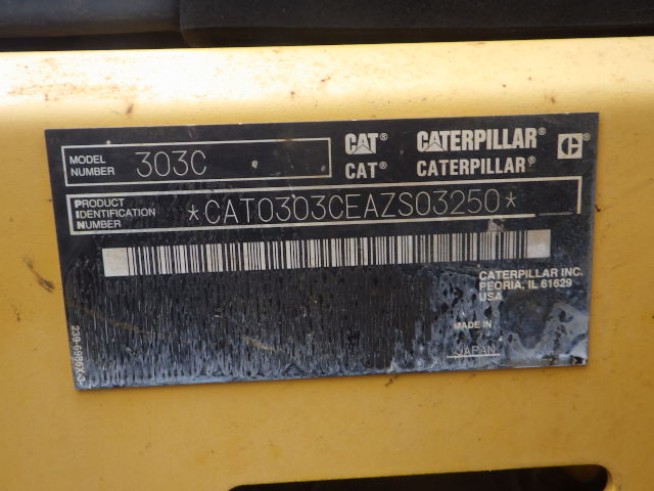 MODEL NUMBER 303C
CAT® CATERPILLAR® C
CAT® CATERPILLAR®
PRODUCT IDENTIFICATION NUMBER *CAT0303CEAZS03250*
CATERPILLAR INC.
PEORIA, IL 61629
USA
MADE IN
JAPAN